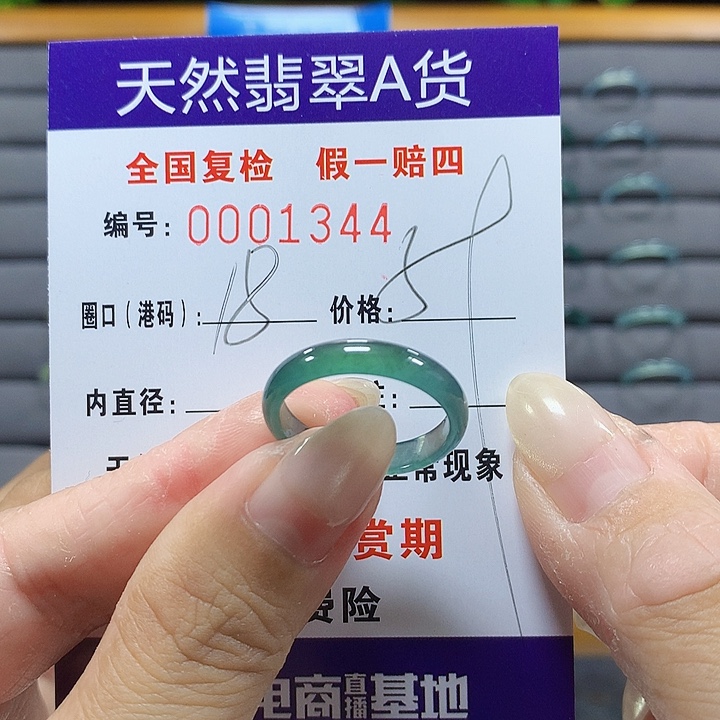 天然翡翠A货
全国复检 假一赔四
编号: 0001344
圈口(港码): 18 价格:
内直径:
常现象
赏期
险
电商直播基地